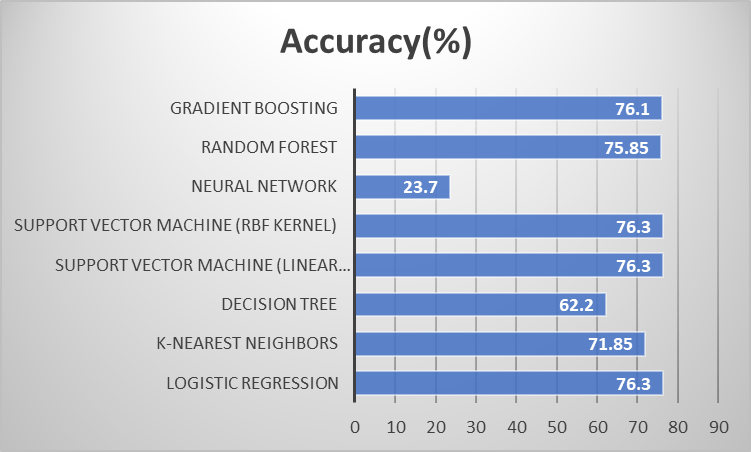 Accuracy(%)
GRADIENT BOOSTING 76.1
RANDOM FOREST 75.85
NEURAL NETWORK 23.7
SUPPORT VECTOR MACHINE (RBF KERNEL) 76.3
SUPPORT VECTOR MACHINE (LINEAR... 76.3
DECISION TREE 62.2
K-NEAREST NEIGHBORS 71.85
LOGISTIC REGRESSION 76.3
0 10 20 30 40 50 60 70 80 90